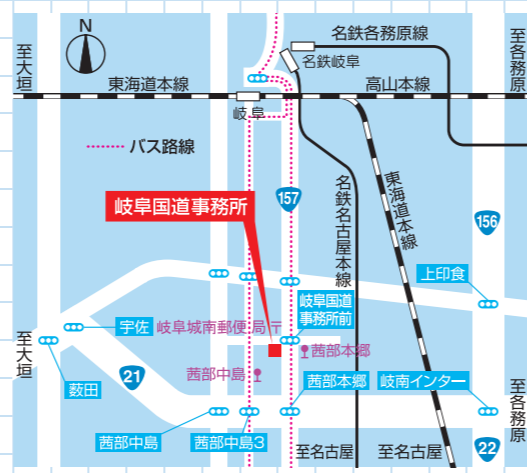 N
至大垣
東海道本線
バス路線
岐阜
名鉄各務原線
名鉄岐阜
高山本線
至各務原
岐阜国道事務所
157
名鉄名古屋本線
東海道本線
156
上印食
岐阜国道
事務所前
宇佐
岐阜城南郵便局〒
至大垣
薮田
21
茜部本郷
茜部中島
茜部中島
茜部中島3
茜部本郷
岐南インター
至名古屋
至名古屋
22
至各務原